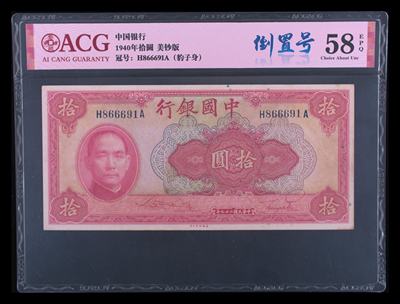 ACG
AI CANG GUARANTY
中国银行
1940年拾圆 美钞版
冠号：H866691A（豹子身）
倒置号
58 EPQ
Choice About Unc
行銀國中
H866691A
H866691A
拾
拾
圓拾
拾
拾